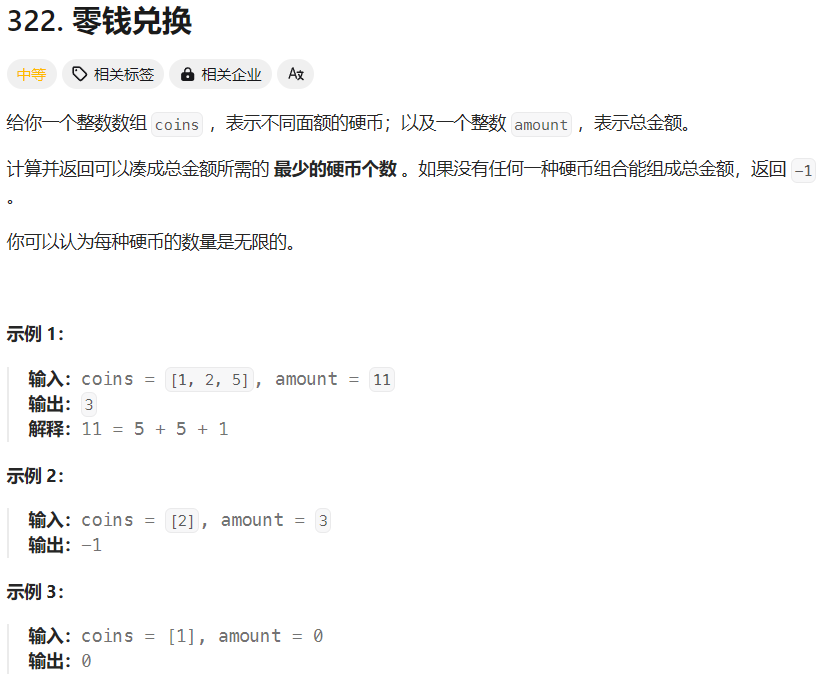 322. 零钱兑换
中等 相关标签 相关企业 Aあ
给你一个整数数组 coins ，表示不同面额的硬币；以及一个整数 amount ，表示总金额。
计算并返回可以凑成总金额所需的 最少的硬币个数 。如果没有任何一种硬币组合能组成总金额，返回 -1
。
你可以认为每种硬币的数量是无限的。
示例 1：
输入：coins = [1, 2, 5], amount = 11
输出：3
解释：11 = 5 + 5 + 1
示例 2：
输入：coins = [2], amount = 3
输出：-1
示例 3：
输入：coins = [1], amount = 0
输出：0